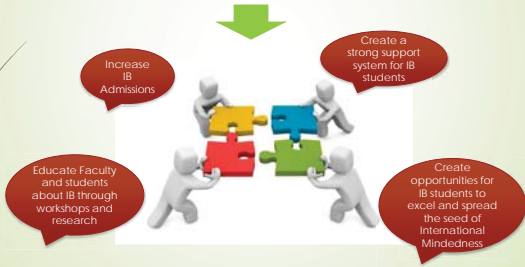 Increase
IB
Admissions
Create a
strong support
system for IB
students
Educate Faculty
and students
about IB through
workshops and
research
Create
opportunities for
IB students to
excel and spread
the seed of
International
Mindedness